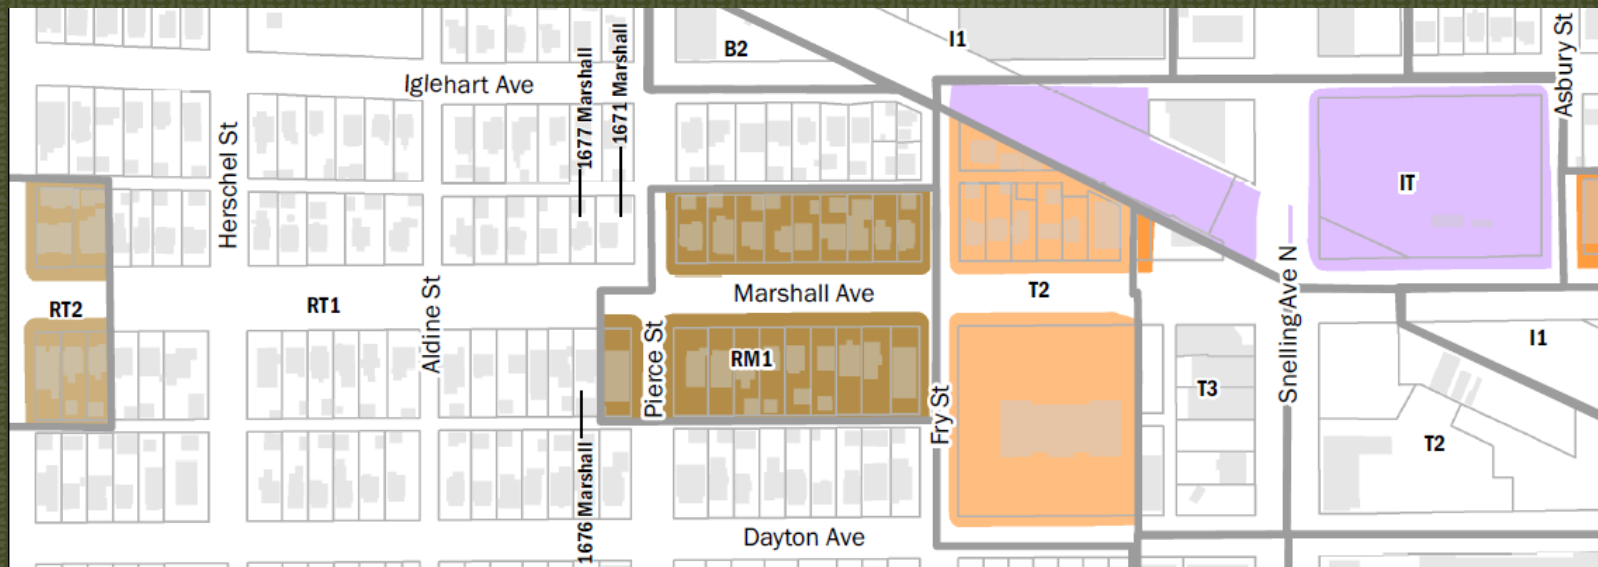 B2
I1
Asbury St
Iglehart Ave
1677 Marshall
1671 Marshall
Herschel St
IT
RT2
RT1
Aldine St
Marshall Ave
T2
Snelling Ave N
Pierce St
RM1
Fry St
T3
I1
T2
1676 Marshall
Dayton Ave